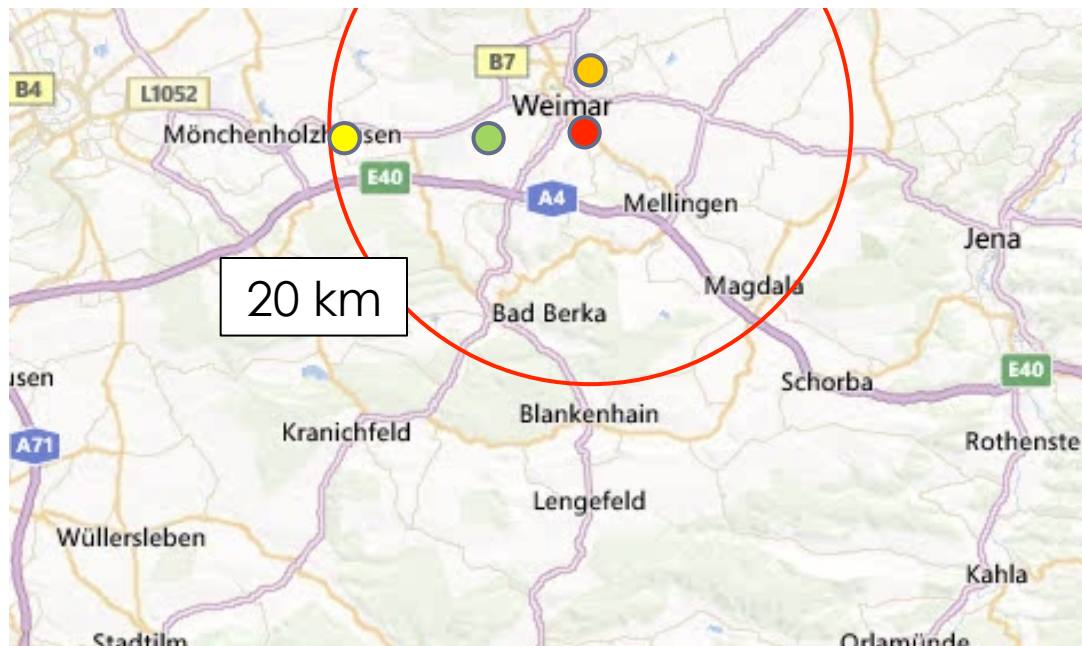 B7
B4
L1052
Weimar
Mönchenholzhausen
E40
A4
Mellingen
Jena
20 km
Magdala
Bad Berka
usen
Schorba
E40
Blankenhain
Kranichfeld
A71
Rothenste
Lengefeld
Wüllersleben
Kahla
Stadtilm
Orlamünde